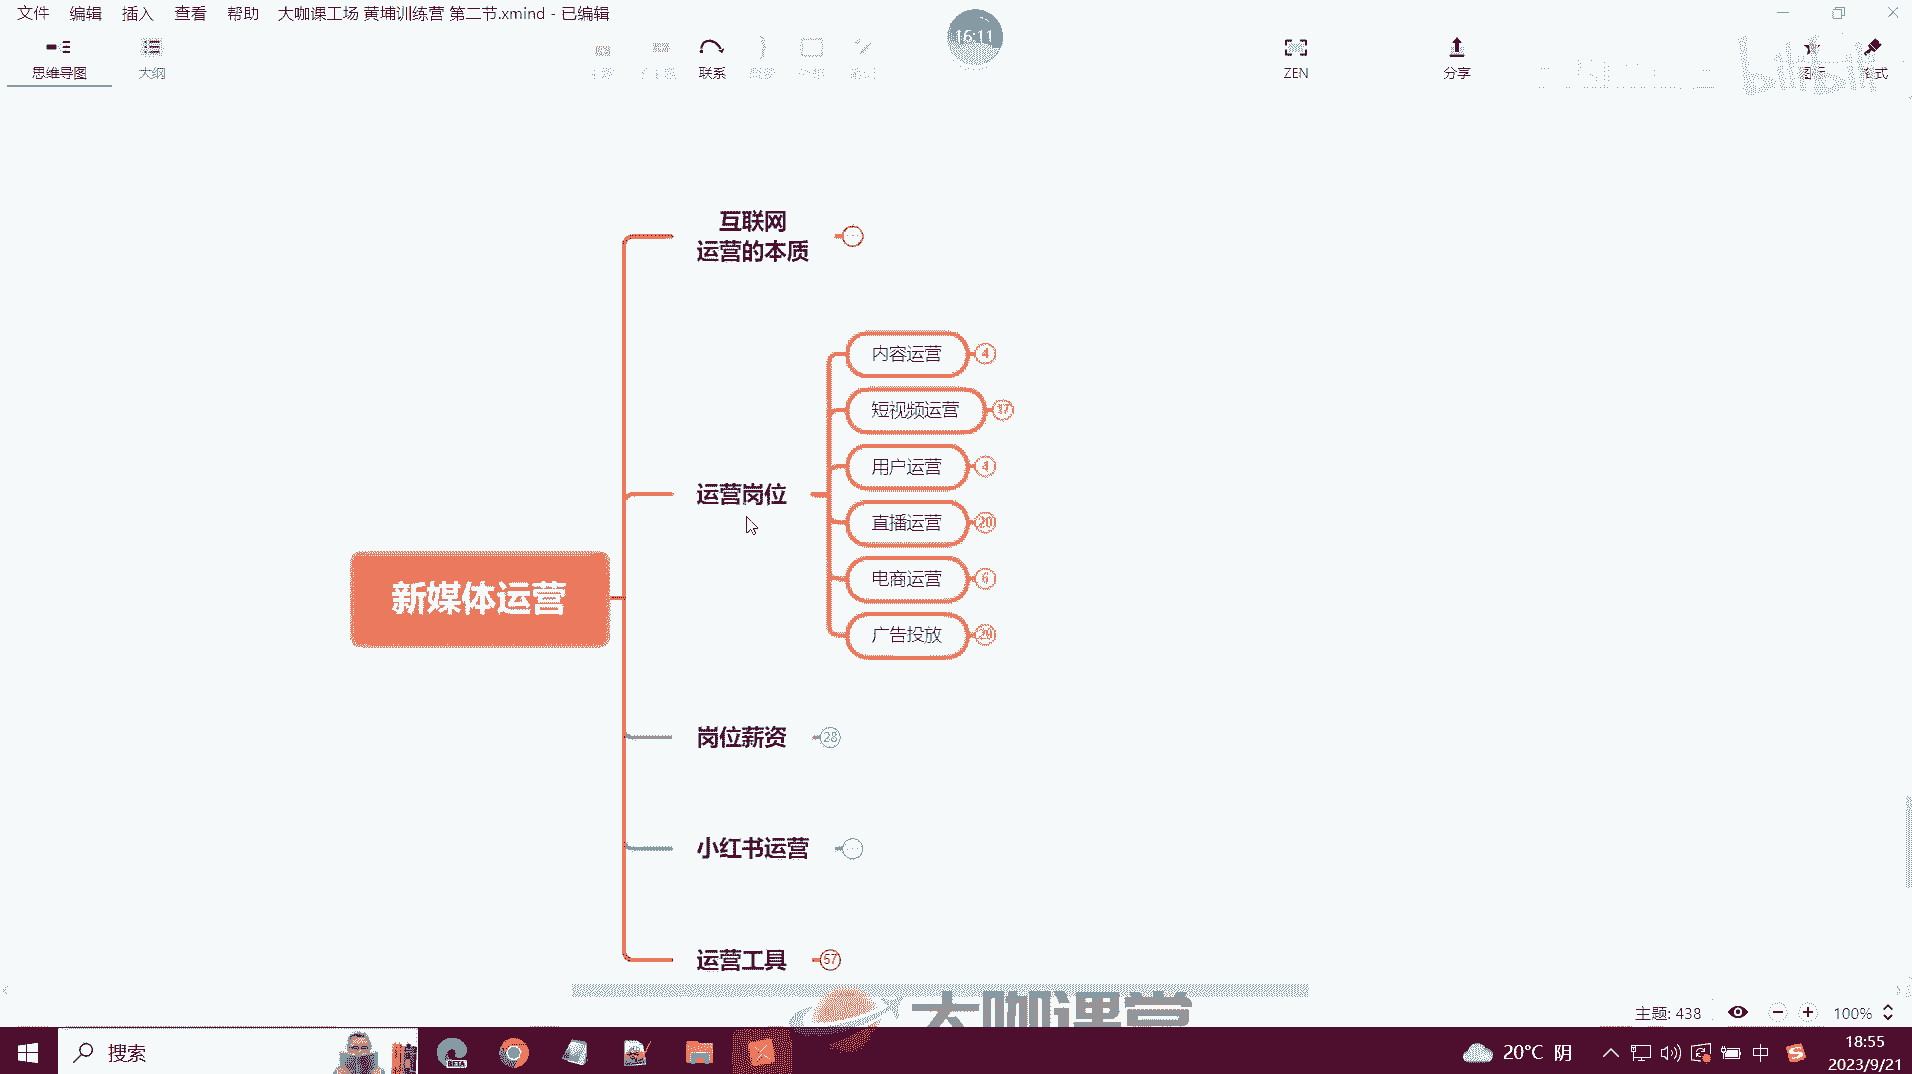 文件 编辑 插入 查看 帮助 大咖课工场 黄埔训练营 第二节.xmind - 已编辑
16:11
思维导图 大纲 联系 ZEN 分享
bilibili
互联网
运营的本质
内容运营 4
短视频运营 17
用户运营 4
运营岗位
直播运营 20
电商运营 6
新媒体运营
广告投放 29
岗位薪资 28
小红书运营
运营工具 57
大咖课堂
主题: 438 100%
搜索
BETA
20°C 阴
中
18:55
2023/9/21